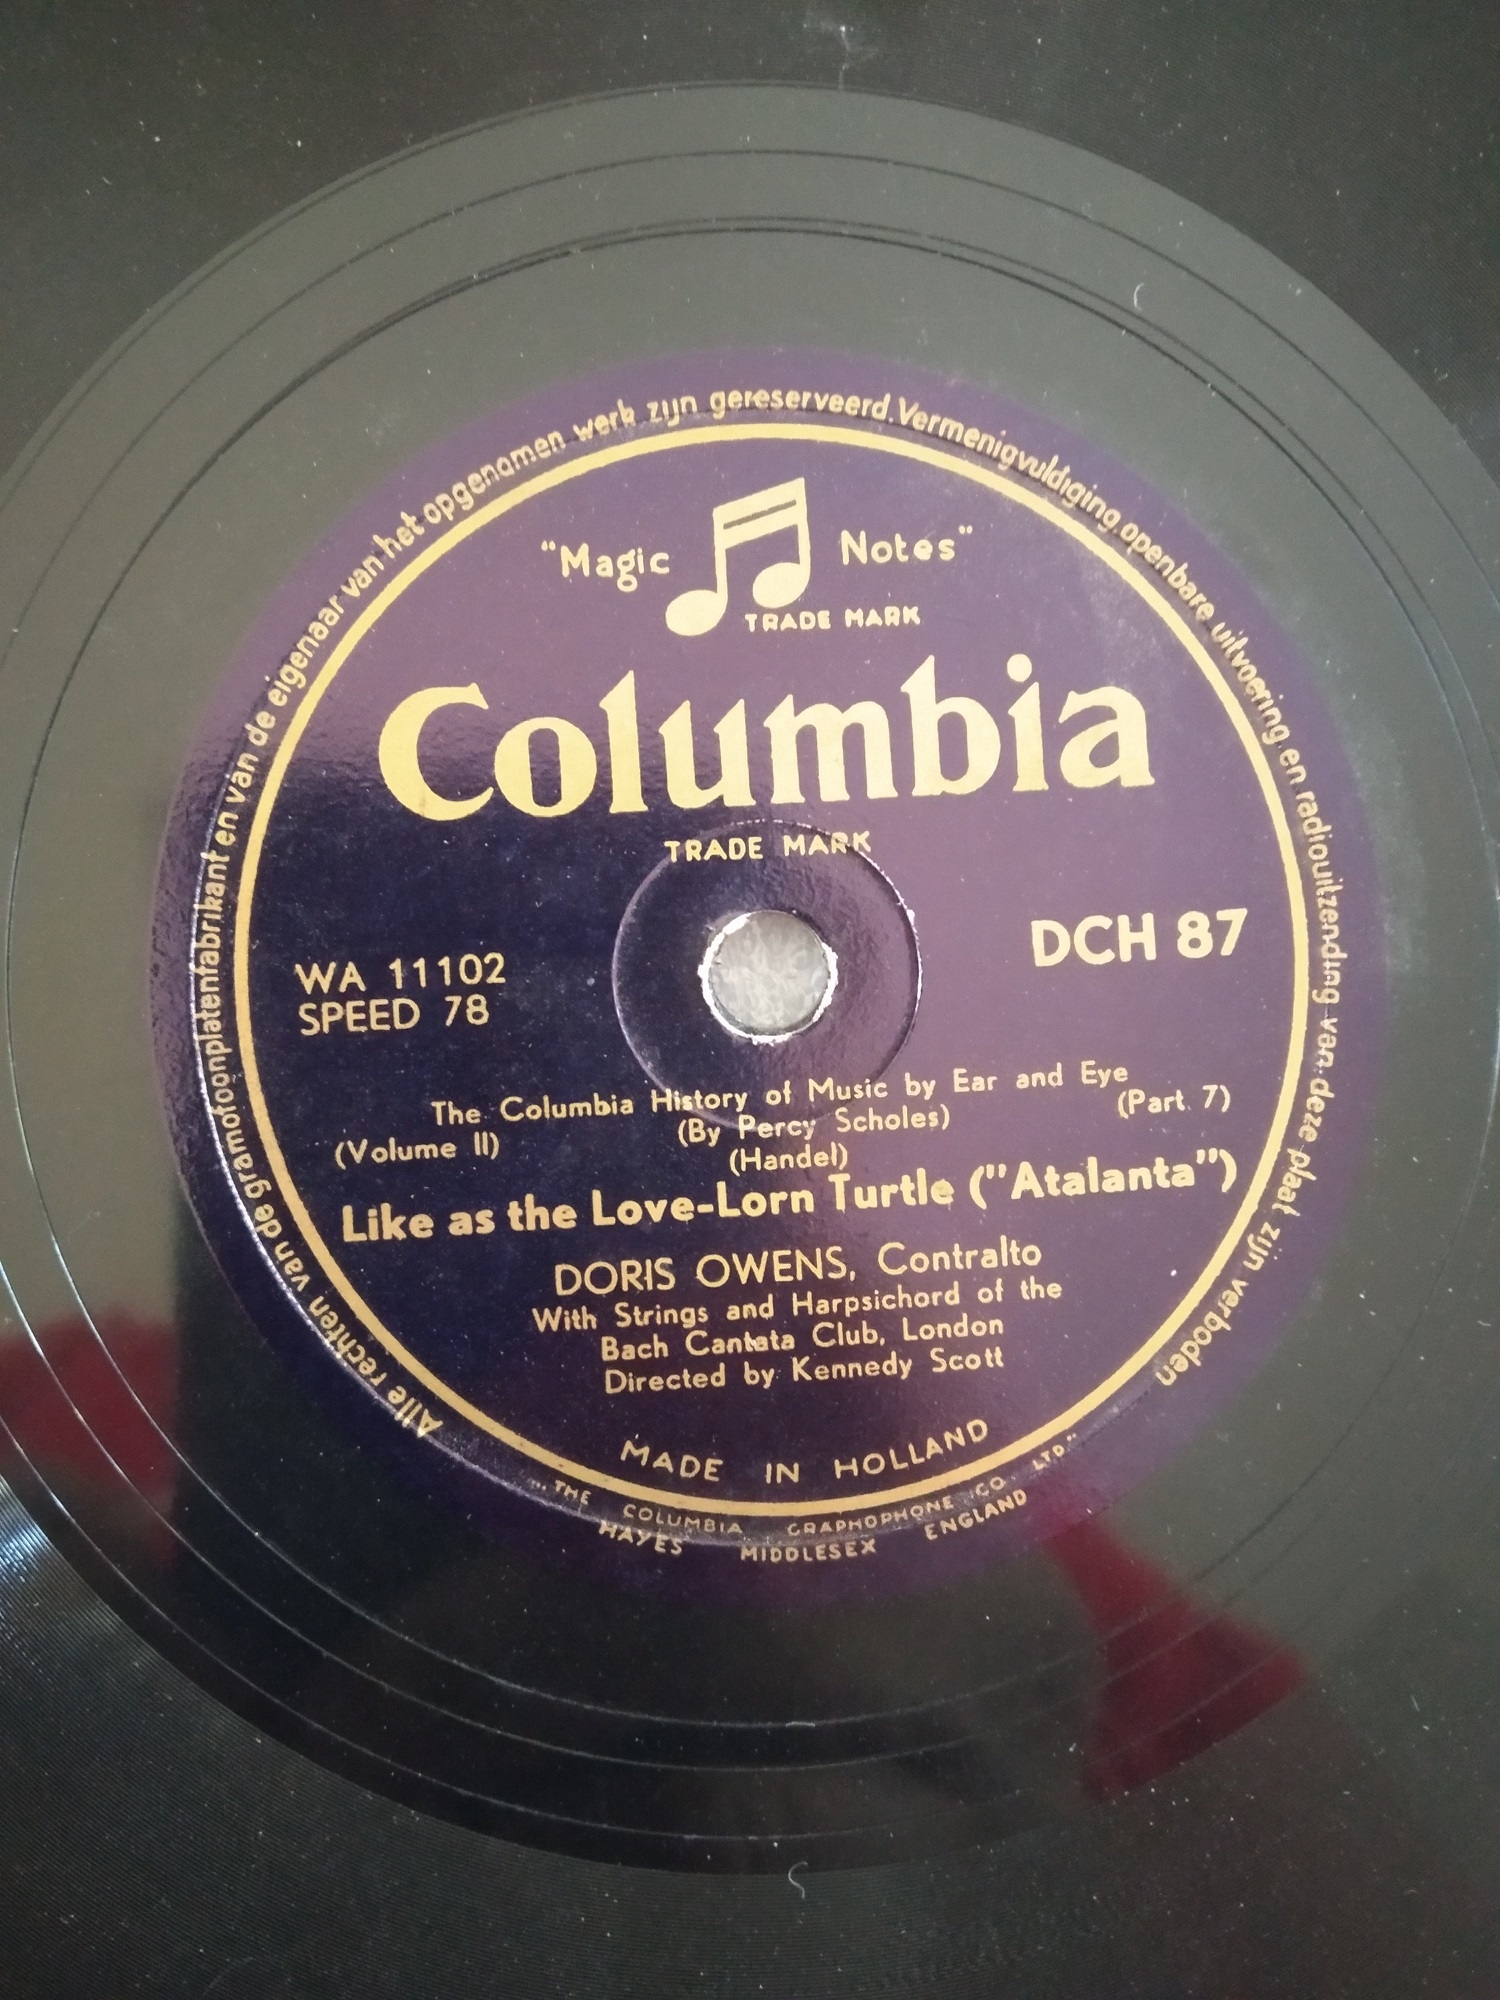 Alle rechten van de gramofoonplatenfabrikant en van de eigenaar van het opgenomen werk zijn gereserveerd. Vermenigvuldiging, openbare uitvoering en radiouitzending van deze plaat zijn verboden
"Magic Notes"
TRADE MARK
Columbia
TRADE MARK
DCH 87
WA 11102
SPEED 78
The Columbia History of Music by Ear and Eye
(Volume II) (By Percy Scholes) (Part. 7)
(Handel)
Like as the Love-Lorn Turtle ("Atalanta")
DORIS OWENS, Contralto
With Strings and Harpsichord of the
Bach Cantata Club, London
Directed by Kennedy Scott
MADE IN HOLLAND
"THE COLUMBIA GRAPHOPHONE CO. LTD."
HAYES MIDDLESEX ENGLAND